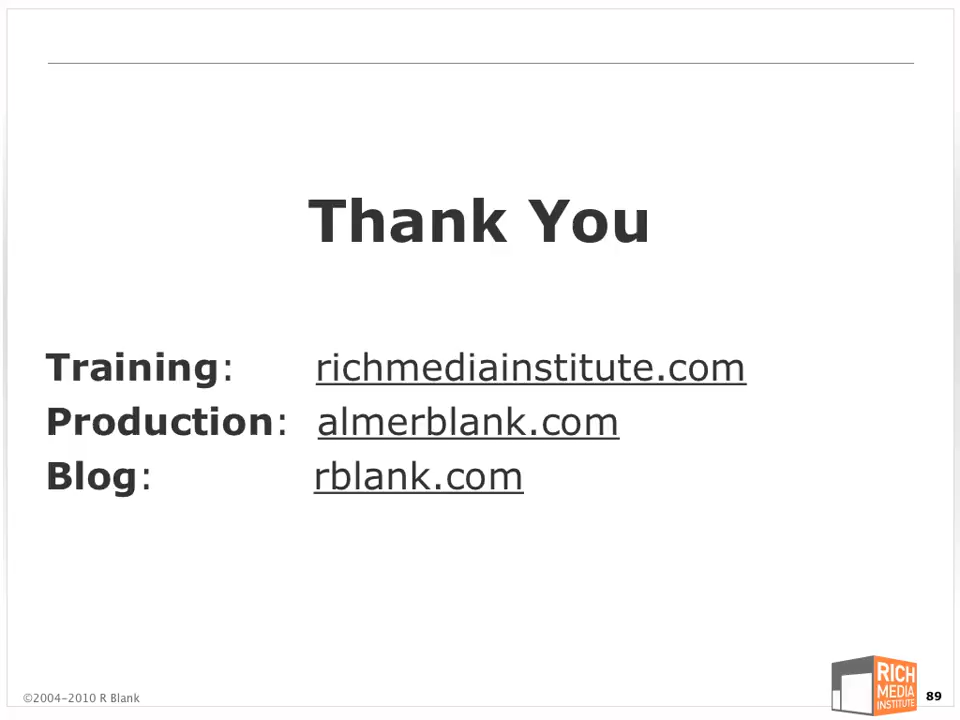 Thank You
Training: richmediainstitute.com
Production: almerblank.com
Blog: rblank.com
©2004-2010 R Blank
RICH
MEDIA
INSTITUTE
89